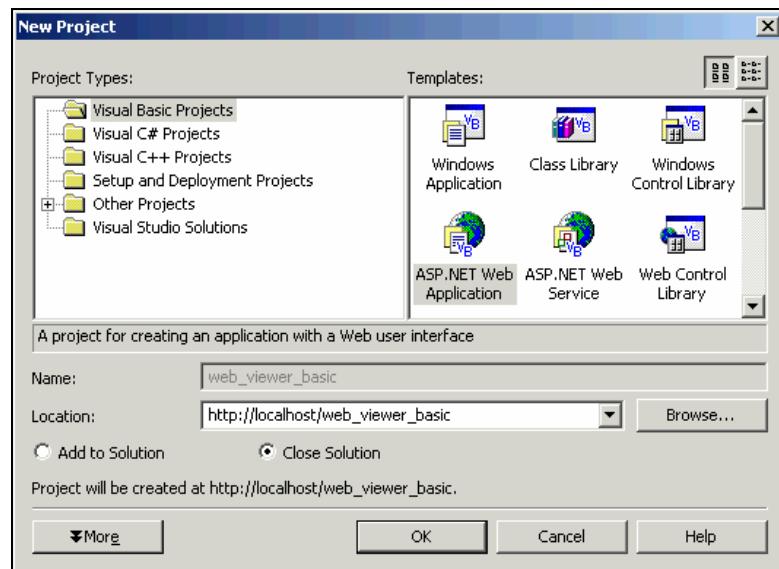 New Project
Project Types:
Templates:
Visual Basic Projects
Visual C# Projects
Visual C++ Projects
Setup and Deployment Projects
Other Projects
Visual Studio Solutions
Windows
Application
Class Library
Windows
Control Library
ASP.NET Web
Application
ASP.NET Web
Service
Web Control
Library
A project for creating an application with a Web user interface
Name:
web_viewer_basic
Location:
http://localhost/web_viewer_basic
Browse...
Add to Solution
Close Solution
Project will be created at http://localhost/web_viewer_basic.
More
OK
Cancel
Help